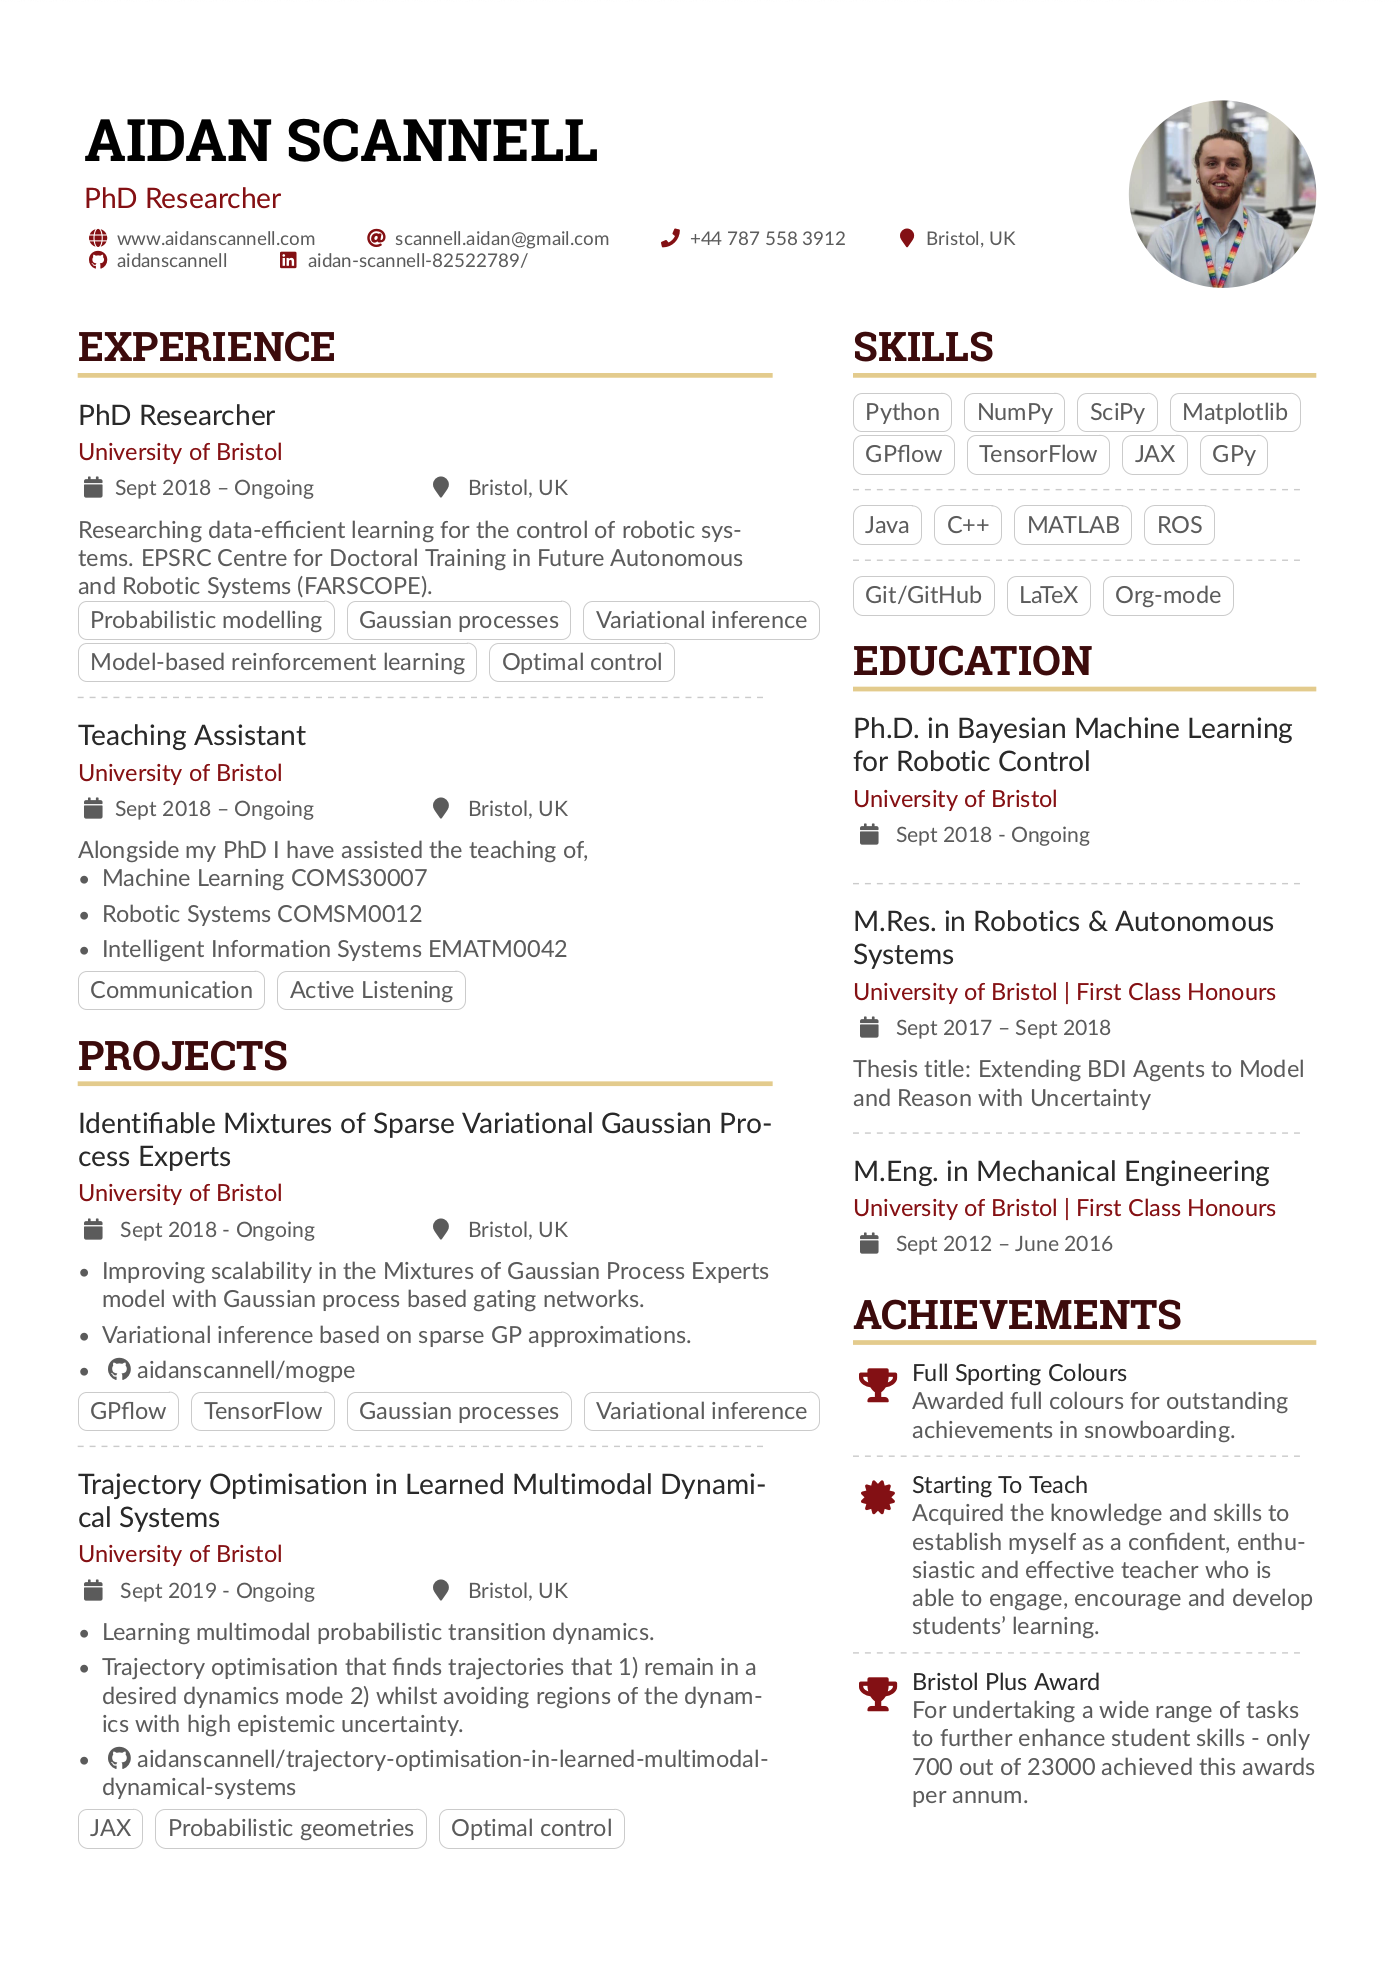 AIDAN SCANNELL
PhD Researcher
www.aidanscannell.com scannell.aidan@gmail.com +44 787 558 3912 Bristol, UK
aidanscannell aidan-scannell-82522789/
EXPERIENCE
PhD Researcher
University of Bristol
Sept 2018 – Ongoing Bristol, UK
Researching data-efficient learning for the control of robotic sys-
tems. EPSRC Centre for Doctoral Training in Future Autonomous
and Robotic Systems (FARSCOPE).
Probabilistic modelling Gaussian processes Variational inference
Model-based reinforcement learning Optimal control
Teaching Assistant
University of Bristol
Sept 2018 – Ongoing Bristol, UK
Alongside my PhD I have assisted the teaching of,
• Machine Learning COMS30007
• Robotic Systems COMSM0012
• Intelligent Information Systems EMATM0042
Communication Active Listening
PROJECTS
Identifiable Mixtures of Sparse Variational Gaussian Pro-
cess Experts
University of Bristol
Sept 2018 - Ongoing Bristol, UK
• Improving scalability in the Mixtures of Gaussian Process Experts
model with Gaussian process based gating networks.
• Variational inference based on sparse GP approximations.
• aidanscannell/mogpe
GPflow TensorFlow Gaussian processes Variational inference
Trajectory Optimisation in Learned Multimodal Dynami-
cal Systems
University of Bristol
Sept 2019 - Ongoing Bristol, UK
• Learning multimodal probabilistic transition dynamics.
• Trajectory optimisation that finds trajectories that 1) remain in a
desired dynamics mode 2) whilst avoiding regions of the dynam-
ics with high epistemic uncertainty.
• aidanscannell/trajectory-optimisation-in-learned-multimodal-
dynamical-systems
JAX Probabilistic geometries Optimal control
SKILLS
Python NumPy SciPy Matplotlib
GPflow TensorFlow JAX GPy
Java C++ MATLAB ROS
Git/GitHub LaTeX Org-mode
EDUCATION
Ph.D. in Bayesian Machine Learning
for Robotic Control
University of Bristol
Sept 2018 - Ongoing
M.Res. in Robotics & Autonomous
Systems
University of Bristol | First Class Honours
Sept 2017 – Sept 2018
Thesis title: Extending BDI Agents to Model
and Reason with Uncertainty
M.Eng. in Mechanical Engineering
University of Bristol | First Class Honours
Sept 2012 – June 2016
ACHIEVEMENTS
Full Sporting Colours
Awarded full colours for outstanding
achievements in snowboarding.
Starting To Teach
Acquired the knowledge and skills to
establish myself as a confident, enthu-
siastic and effective teacher who is
able to engage, encourage and develop
students’ learning.
Bristol Plus Award
For undertaking a wide range of tasks
to further enhance student skills - only
700 out of 23000 achieved this awards
per annum.